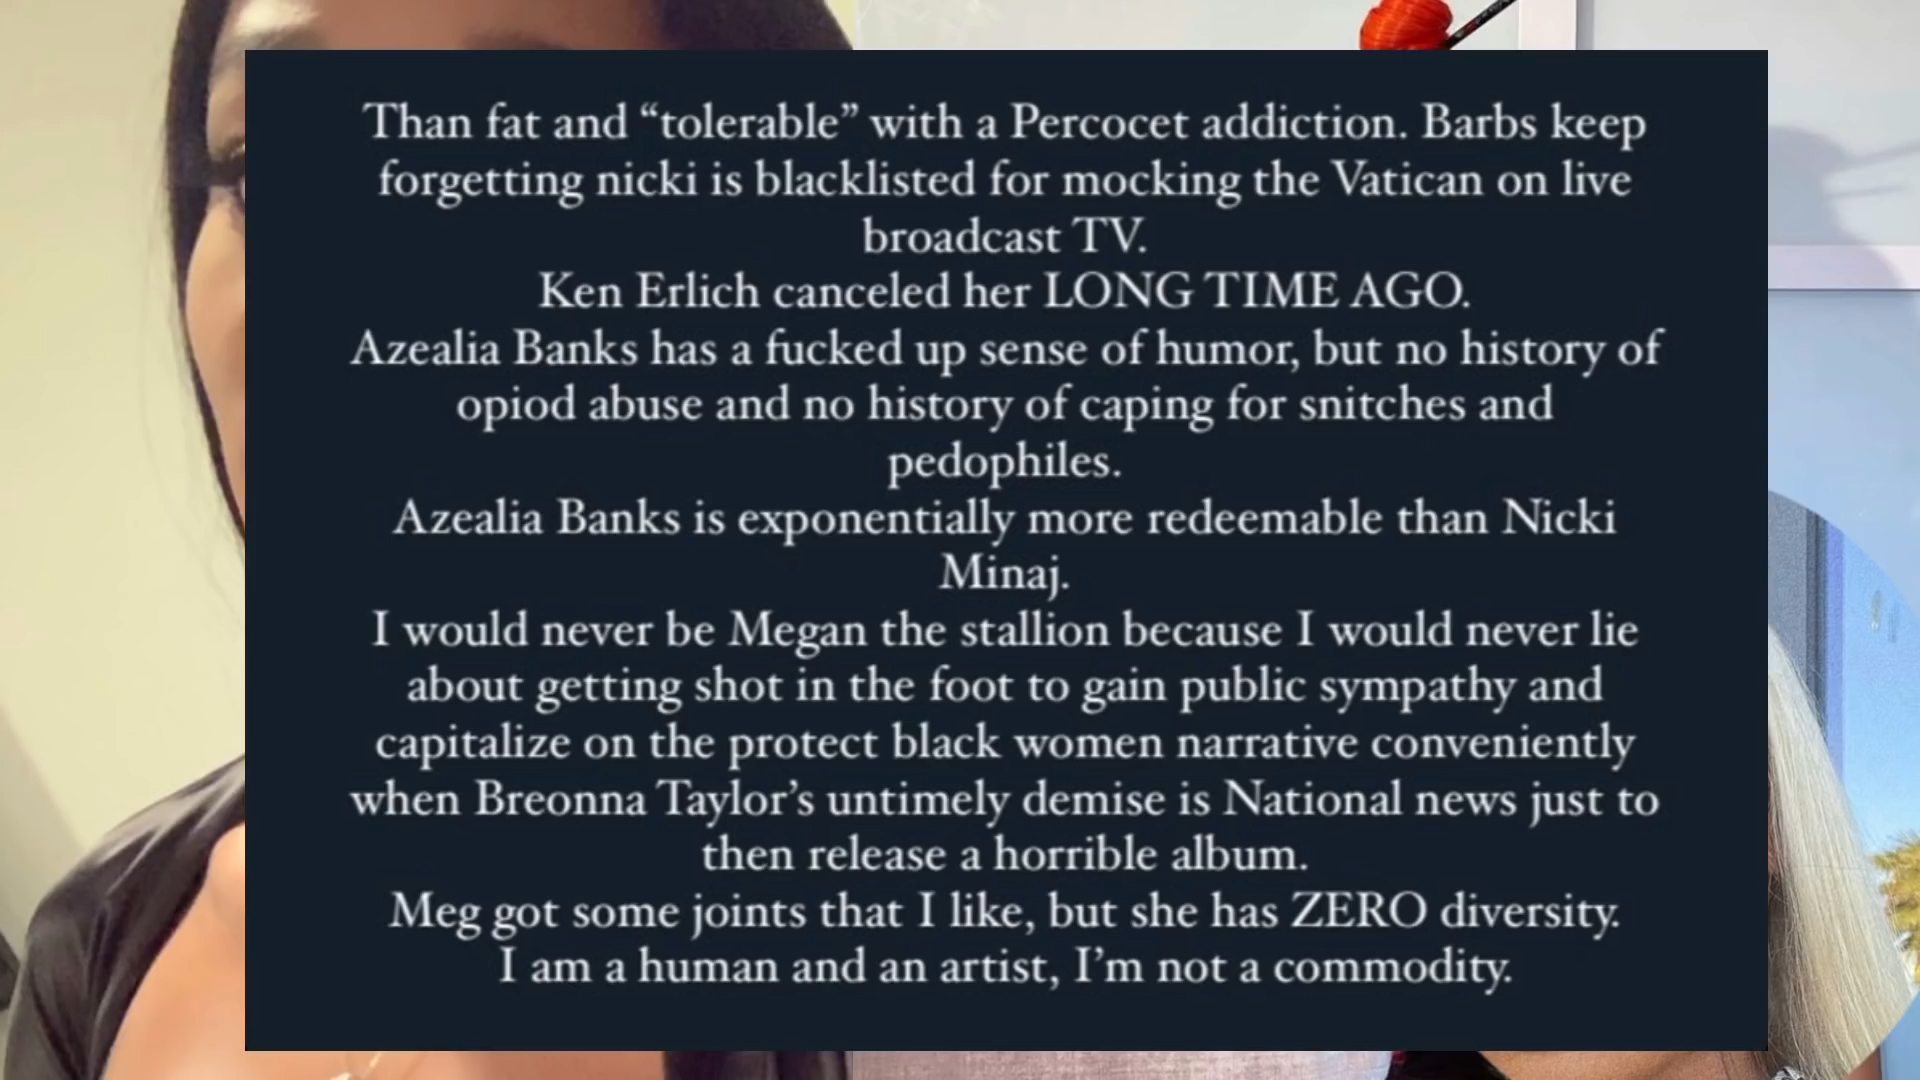 Than fat and “tolerable” with a Percocet addiction. Barbs keep
forgetting nicki is blacklisted for mocking the Vatican on live
broadcast TV.
Ken Erlich canceled her LONG TIME AGO.
Azealia Banks has a fucked up sense of humor, but no history of
opiod abuse and no history of caping for snitches and
pedophiles.
Azealia Banks is exponentially more redeemable than Nicki
Minaj.
I would never be Megan the stallion because I would never lie
about getting shot in the foot to gain public sympathy and
capitalize on the protect black women narrative conveniently
when Breonna Taylor’s untimely demise is National news just to
then release a horrible album.
Meg got some joints that I like, but she has ZERO diversity.
I am a human and an artist, I’m not a commodity.